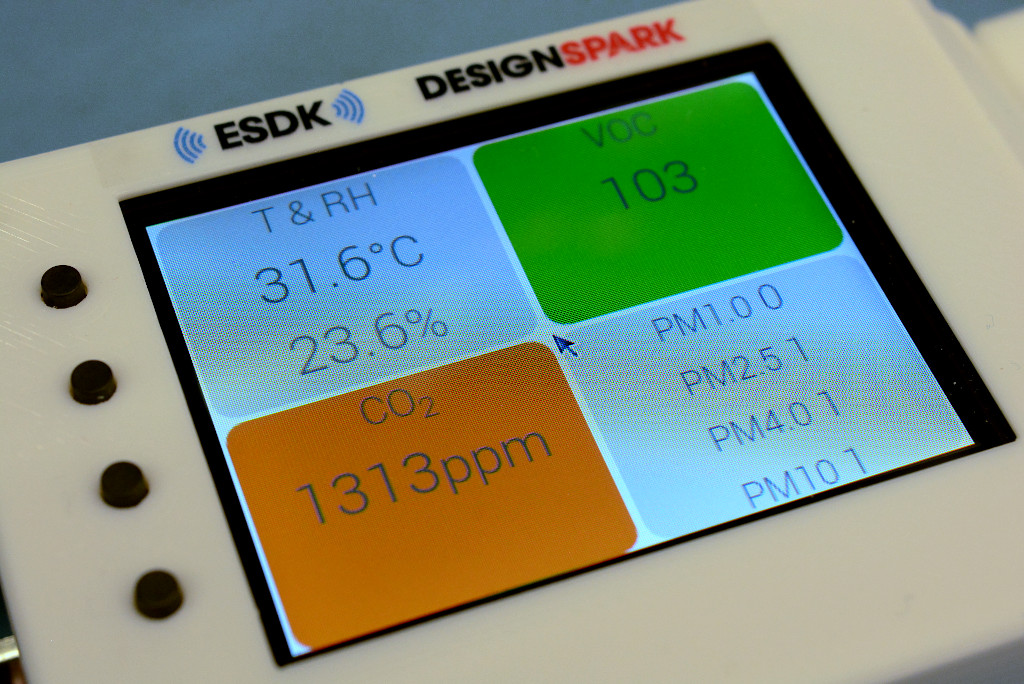 ESDK
DESIGNSPARK
T & RH
31.6°C
23.6%
VOC
103
CO₂
1313ppm
PM1.0 0
PM2.5 1
PM4.0 1
PM10 1